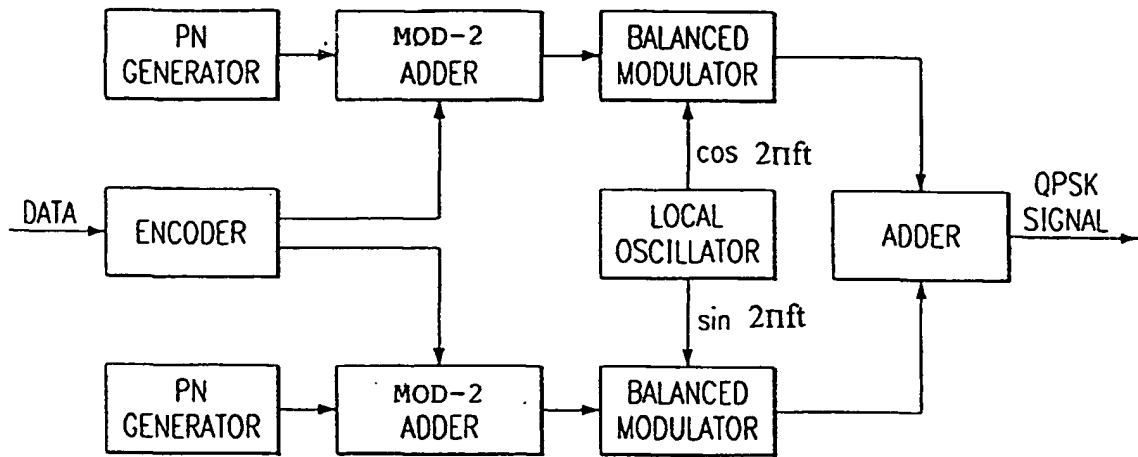 PN
GENERATOR
MOD-2
ADDER
BALANCED
MODULATOR
cos 2πft
DATA
ENCODER
LOCAL
OSCILLATOR
ADDER
QPSK
SIGNAL
sin 2πft
PN
GENERATOR
MOD-2
ADDER
BALANCED
MODULATOR